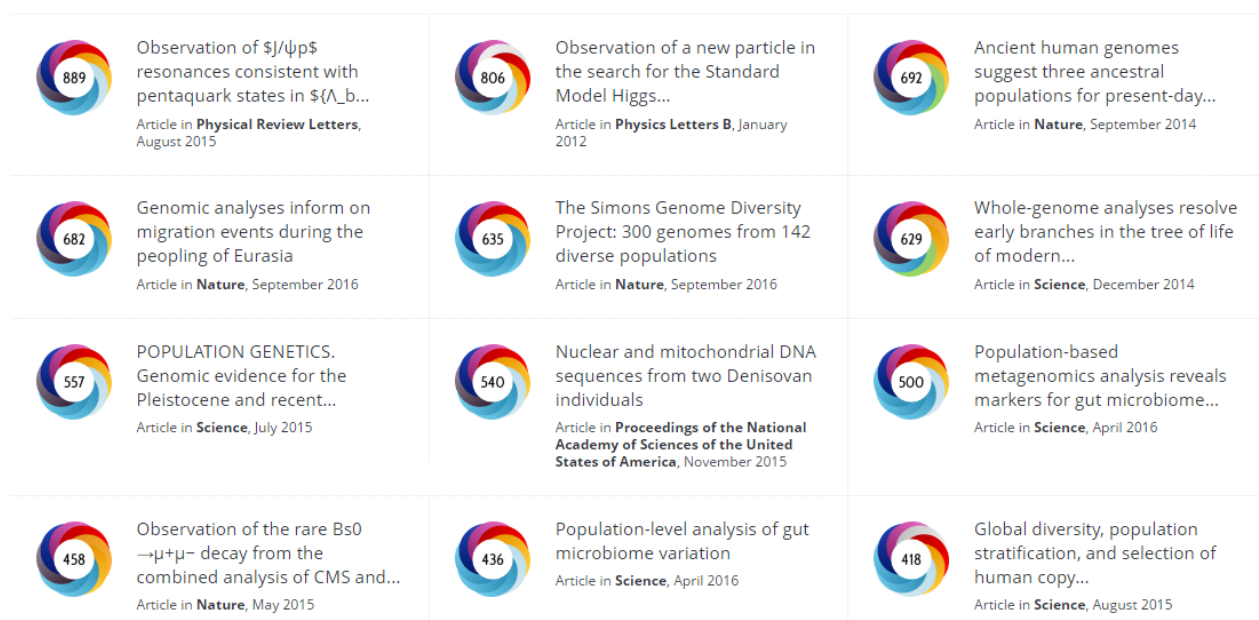 889
Observation of $J/ψp$
resonances consistent with
pentaquark states in ${Λ_b...
Article in Physical Review Letters,
August 2015
806
Observation of a new particle in
the search for the Standard
Model Higgs...
Article in Physics Letters B, January
2012
692
Ancient human genomes
suggest three ancestral
populations for present-day...
Article in Nature, September 2014
682
Genomic analyses inform on
migration events during the
peopling of Eurasia
Article in Nature, September 2016
635
The Simons Genome Diversity
Project: 300 genomes from 142
diverse populations
Article in Nature, September 2016
629
Whole-genome analyses resolve
early branches in the tree of life
of modern...
Article in Science, December 2014
557
POPULATION GENETICS.
Genomic evidence for the
Pleistocene and recent...
Article in Science, July 2015
540
Nuclear and mitochondrial DNA
sequences from two Denisovan
individuals
Article in Proceedings of the National
Academy of Sciences of the United
States of America, November 2015
500
Population-based
metagenomics analysis reveals
markers for gut microbiome...
Article in Science, April 2016
458
Observation of the rare Bs0
→μ+μ− decay from the
combined analysis of CMS and...
Article in Nature, May 2015
436
Population-level analysis of gut
microbiome variation
Article in Science, April 2016
418
Global diversity, population
stratification, and selection of
human copy...
Article in Science, August 2015